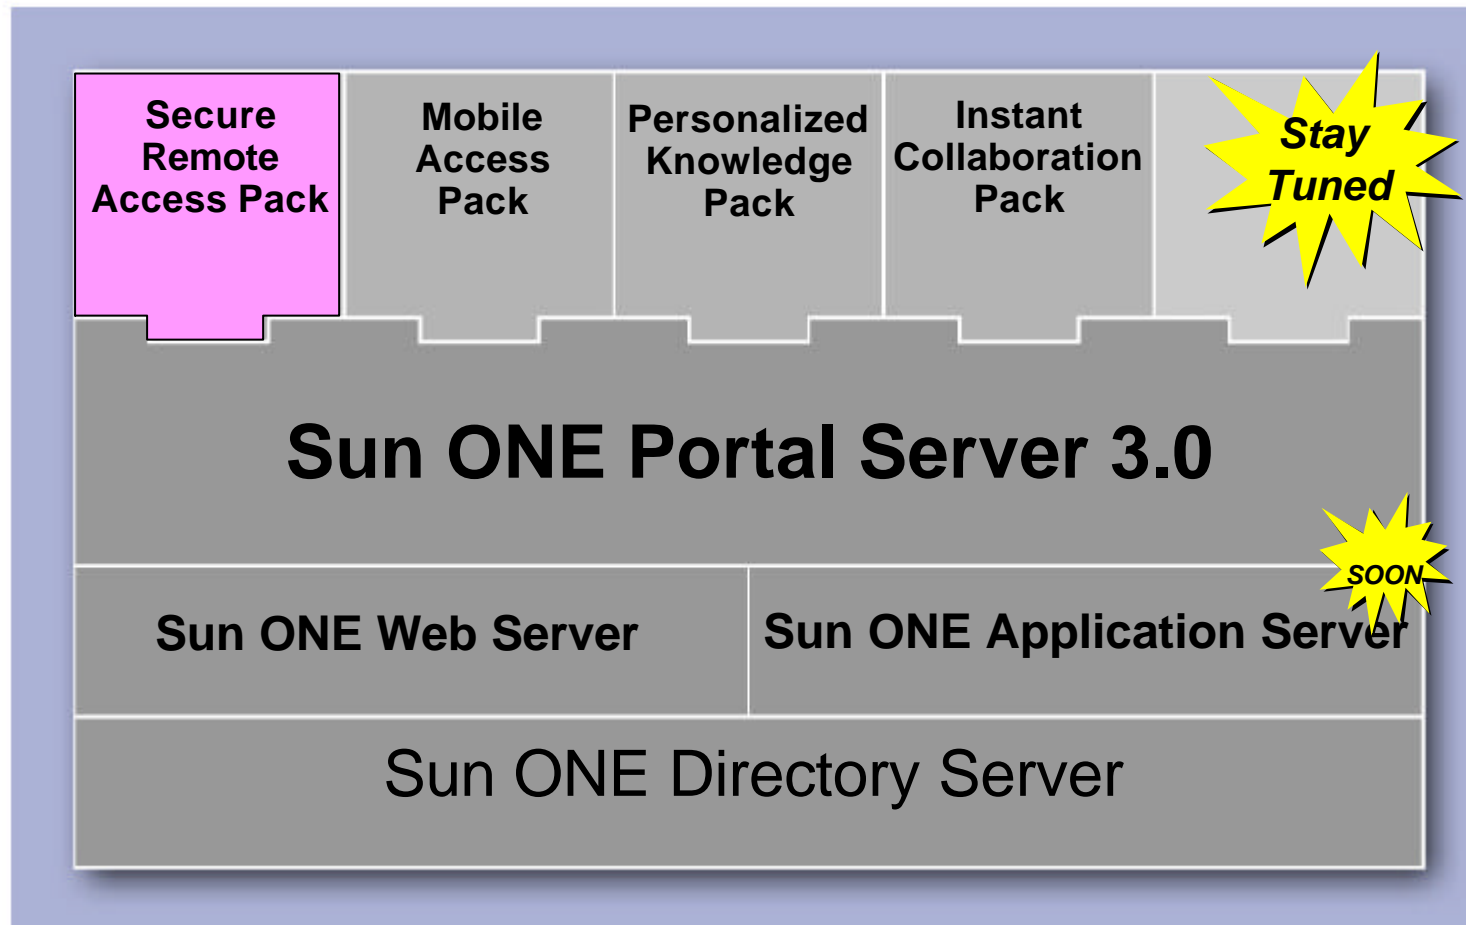 Secure
Remote
Access Pack
Mobile
Access
Pack
Personalized
Knowledge
Pack
Instant
Collaboration
Pack
Stay
Tuned
Sun ONE Portal Server 3.0
SOON
Sun ONE Web Server
Sun ONE Application Server
Sun ONE Directory Server